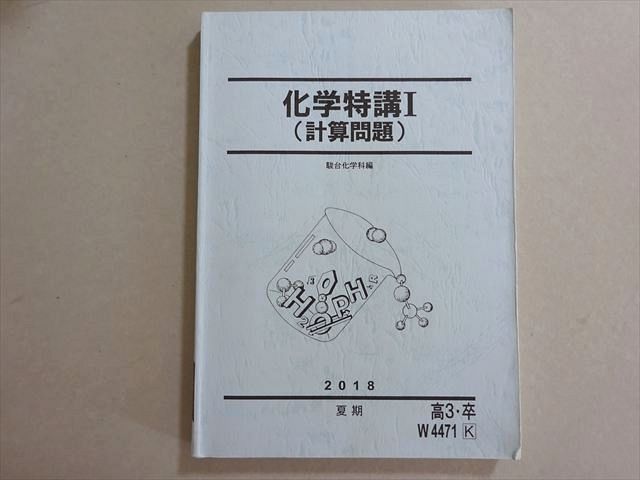 化学特講I
（計算問題）
駿台化学科編
2018
夏期
高3・卒
W4471 K